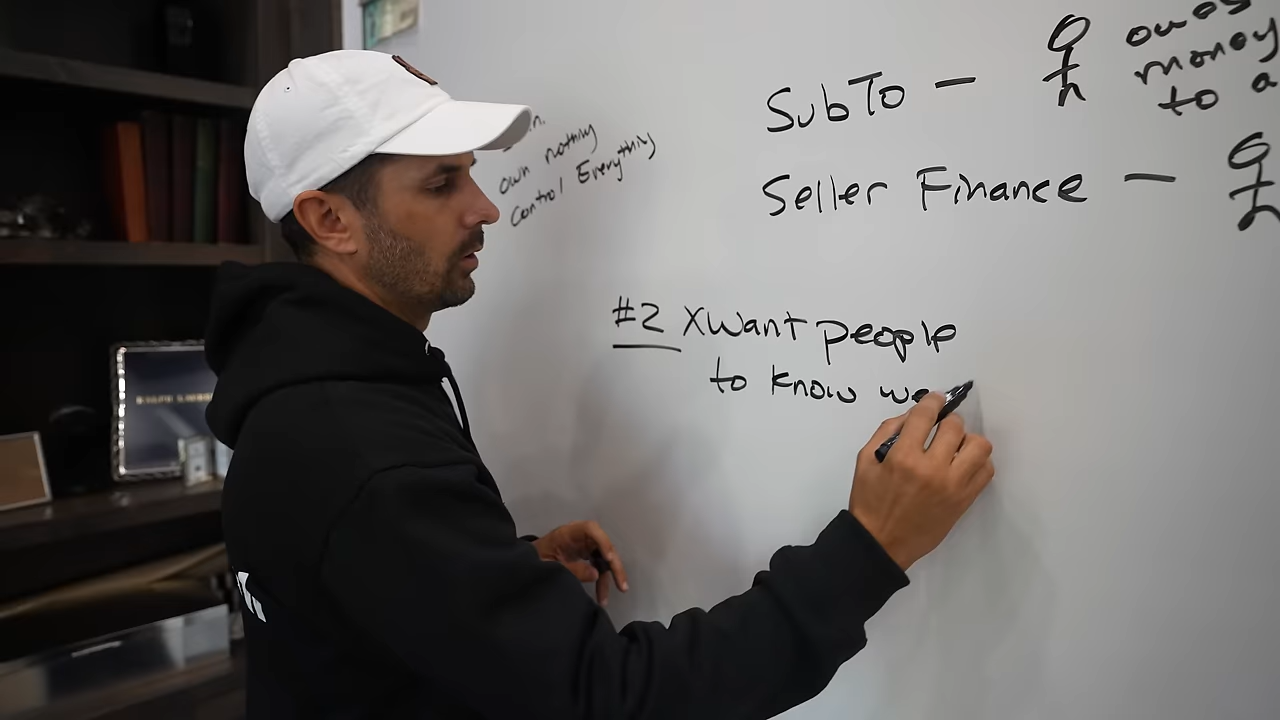 own nothing
control Everything
SubTo - owes
money
to a
Seller Finance -
#2 XWant people
to know we